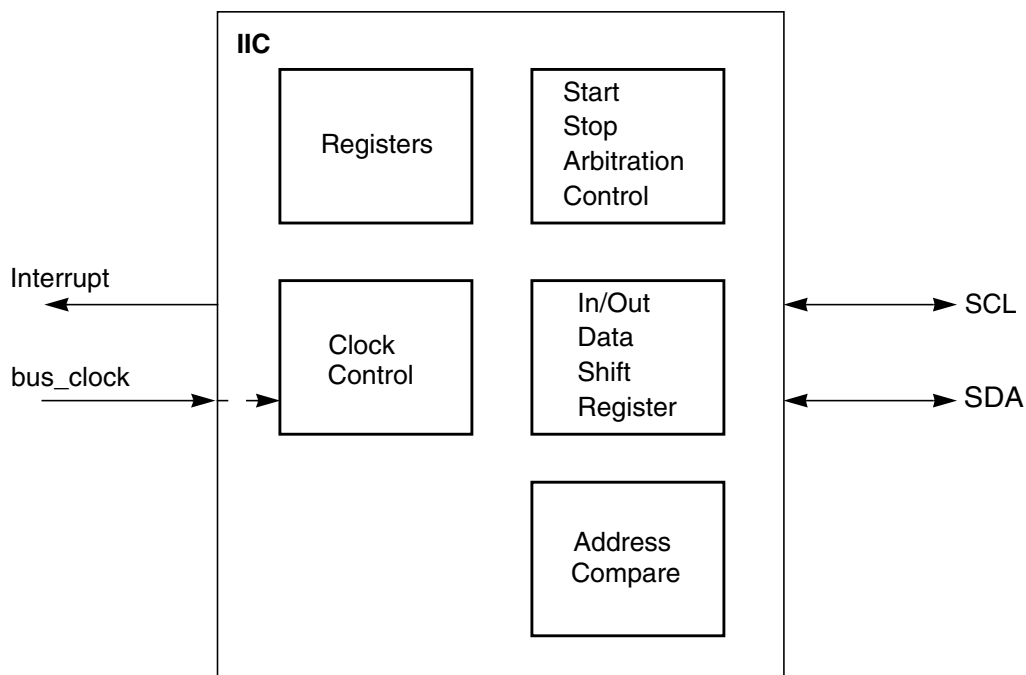 IIC
Registers
Start
Stop
Arbitration
Control
Interrupt
bus_clock
Clock
Control
In/Out
Data
Shift
Register
SCL
SDA
Address
Compare